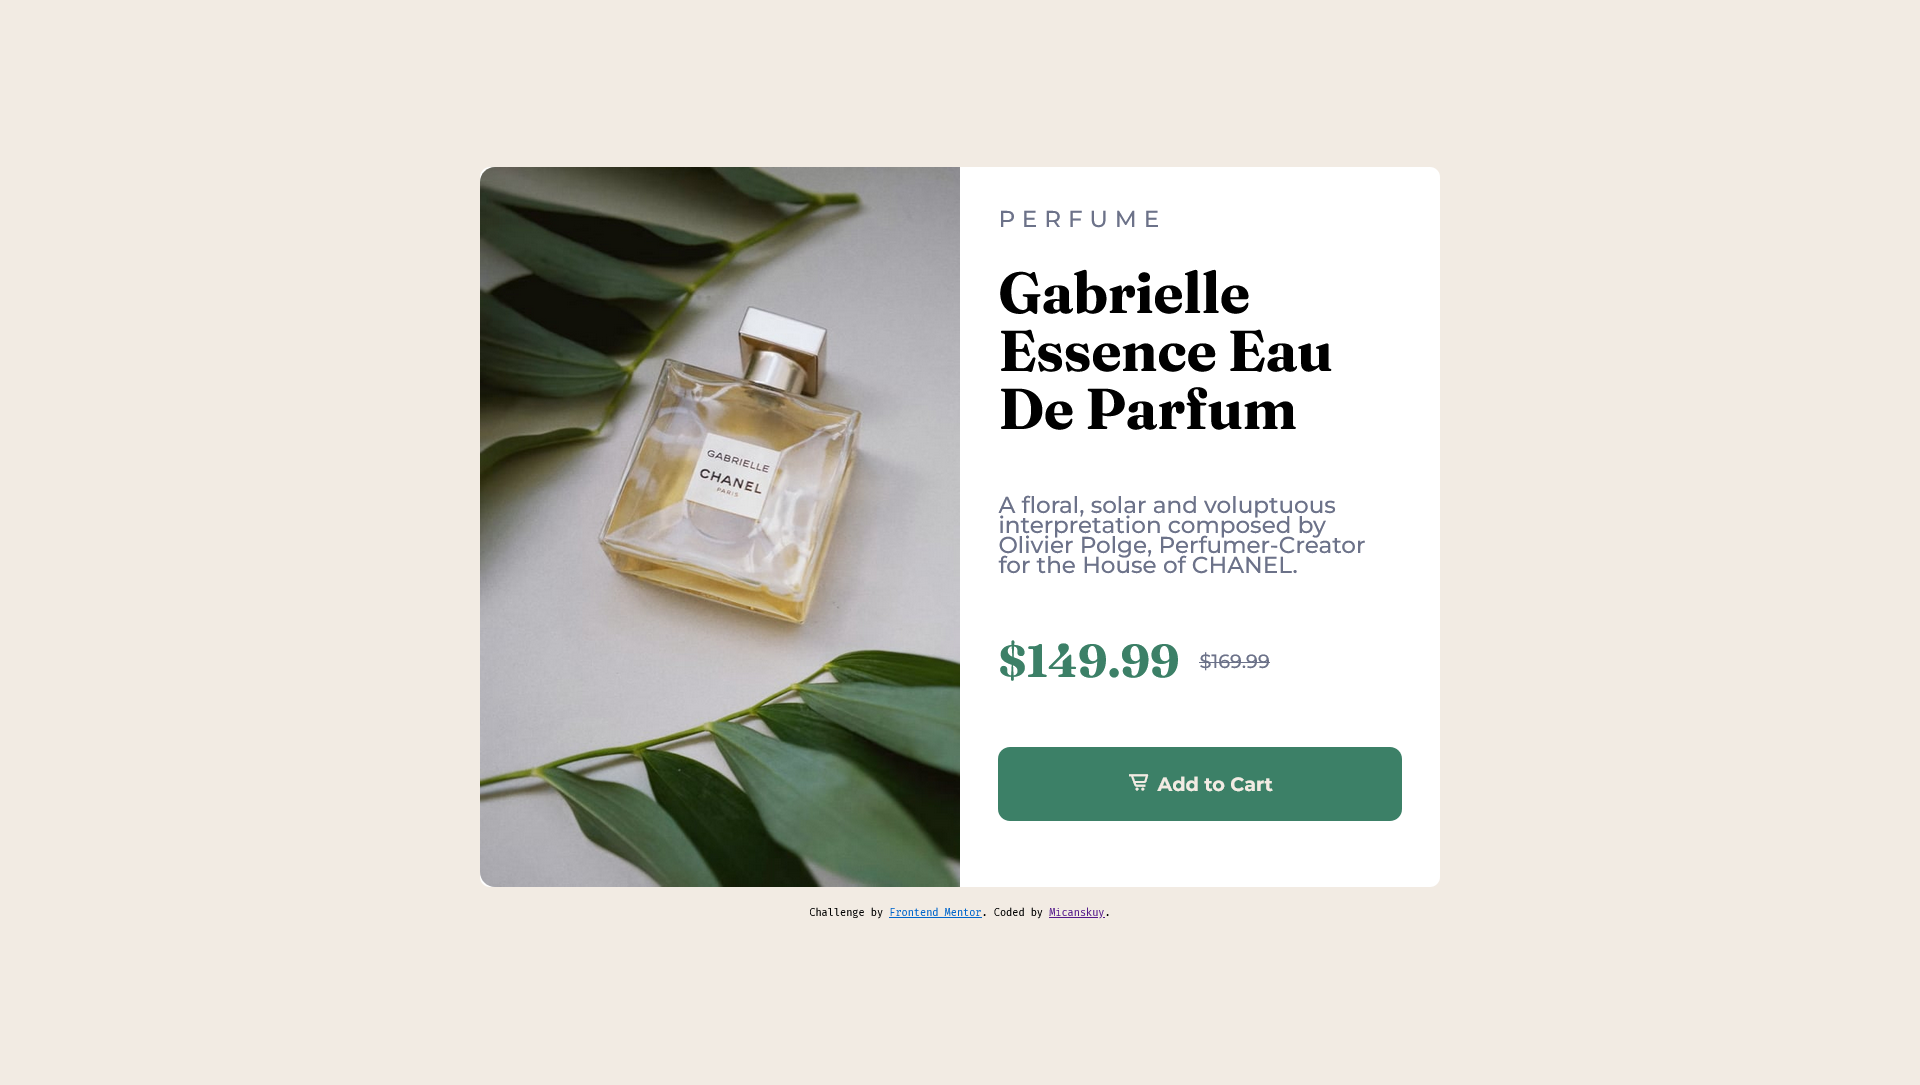 PERFUME
Gabrielle
Essence Eau
De Parfum
A floral, solar and voluptuous
interpretation composed by
Olivier Polge, Perfumer-Creator
for the House of CHANEL.
$149.99 $169.99
Add to Cart
GABRIELLE
CHANEL
PARIS
Challenge by Frontend Mentor. Coded by Micanskuy.